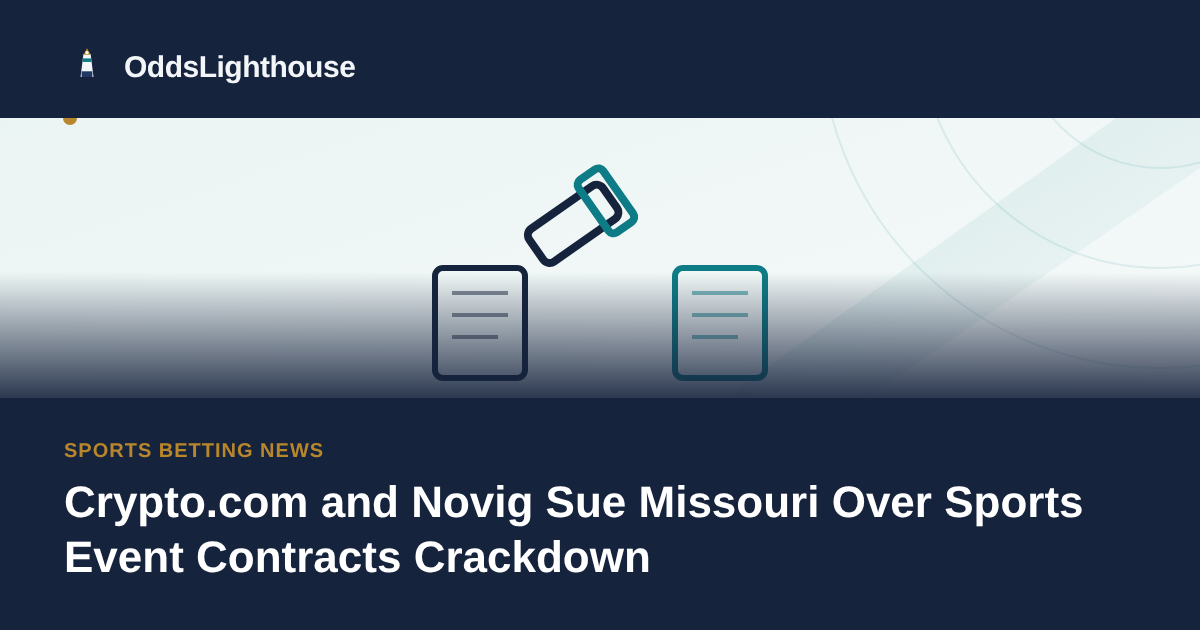 OddsLighthouse
SPORTS BETTING NEWS
Crypto.com and Novig Sue Missouri Over Sports
Event Contracts Crackdown